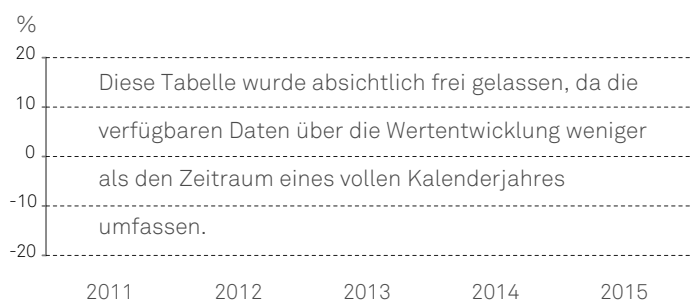 %
20
Diese Tabelle wurde absichtlich frei gelassen, da die
10
verfügbaren Daten über die Wertentwicklung weniger
0
als den Zeitraum eines vollen Kalenderjahres
-10
umfassen.
-20
2011 2012 2013 2014 2015